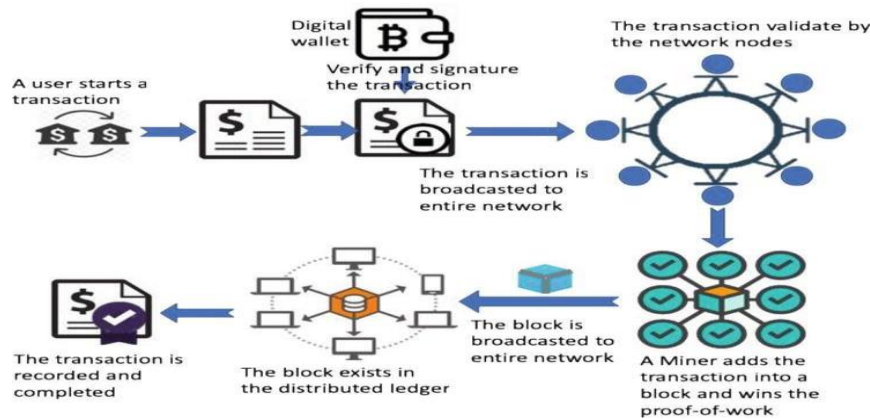 Digital
wallet
The transaction validate by
the network nodes
Verify and signature
the transaction
A user starts a
transaction
The transaction is
broadcasted to
entire network
The block is
broadcasted to
entire network
The transaction is
recorded and
completed
The block exists in
the distributed ledger
A Miner adds the
transaction into a
block and wins the
proof-of-work